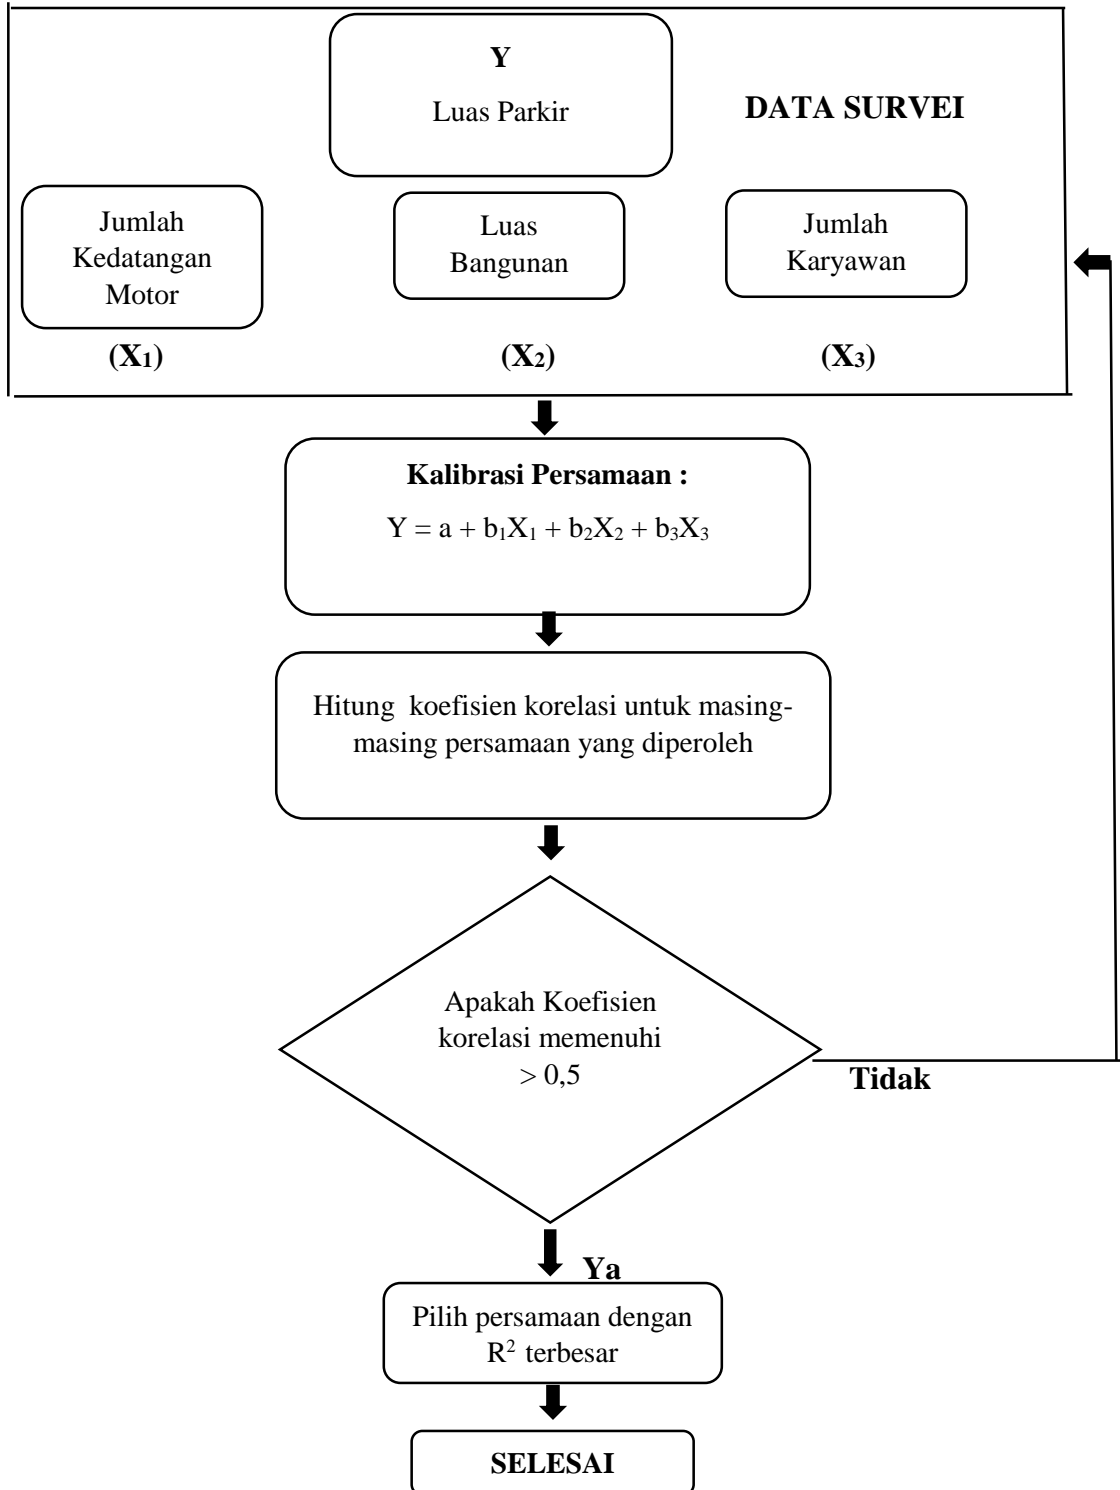 Y
Luas Parkir
DATA SURVEI
Jumlah
Kedatangan
Motor
Luas
Bangunan
Jumlah
Karyawan
(X₁)
(X₂)
(X₃)
Kalibrasi Persamaan :
Y = a + b₁X₁ + b₂X₂ + b₃X₃
Hitung  koefisien korelasi untuk masing-
masing persamaan yang diperoleh
Apakah Koefisien
korelasi memenuhi
> 0,5
Tidak
Ya
Pilih persamaan dengan
R² terbesar
SELESAI